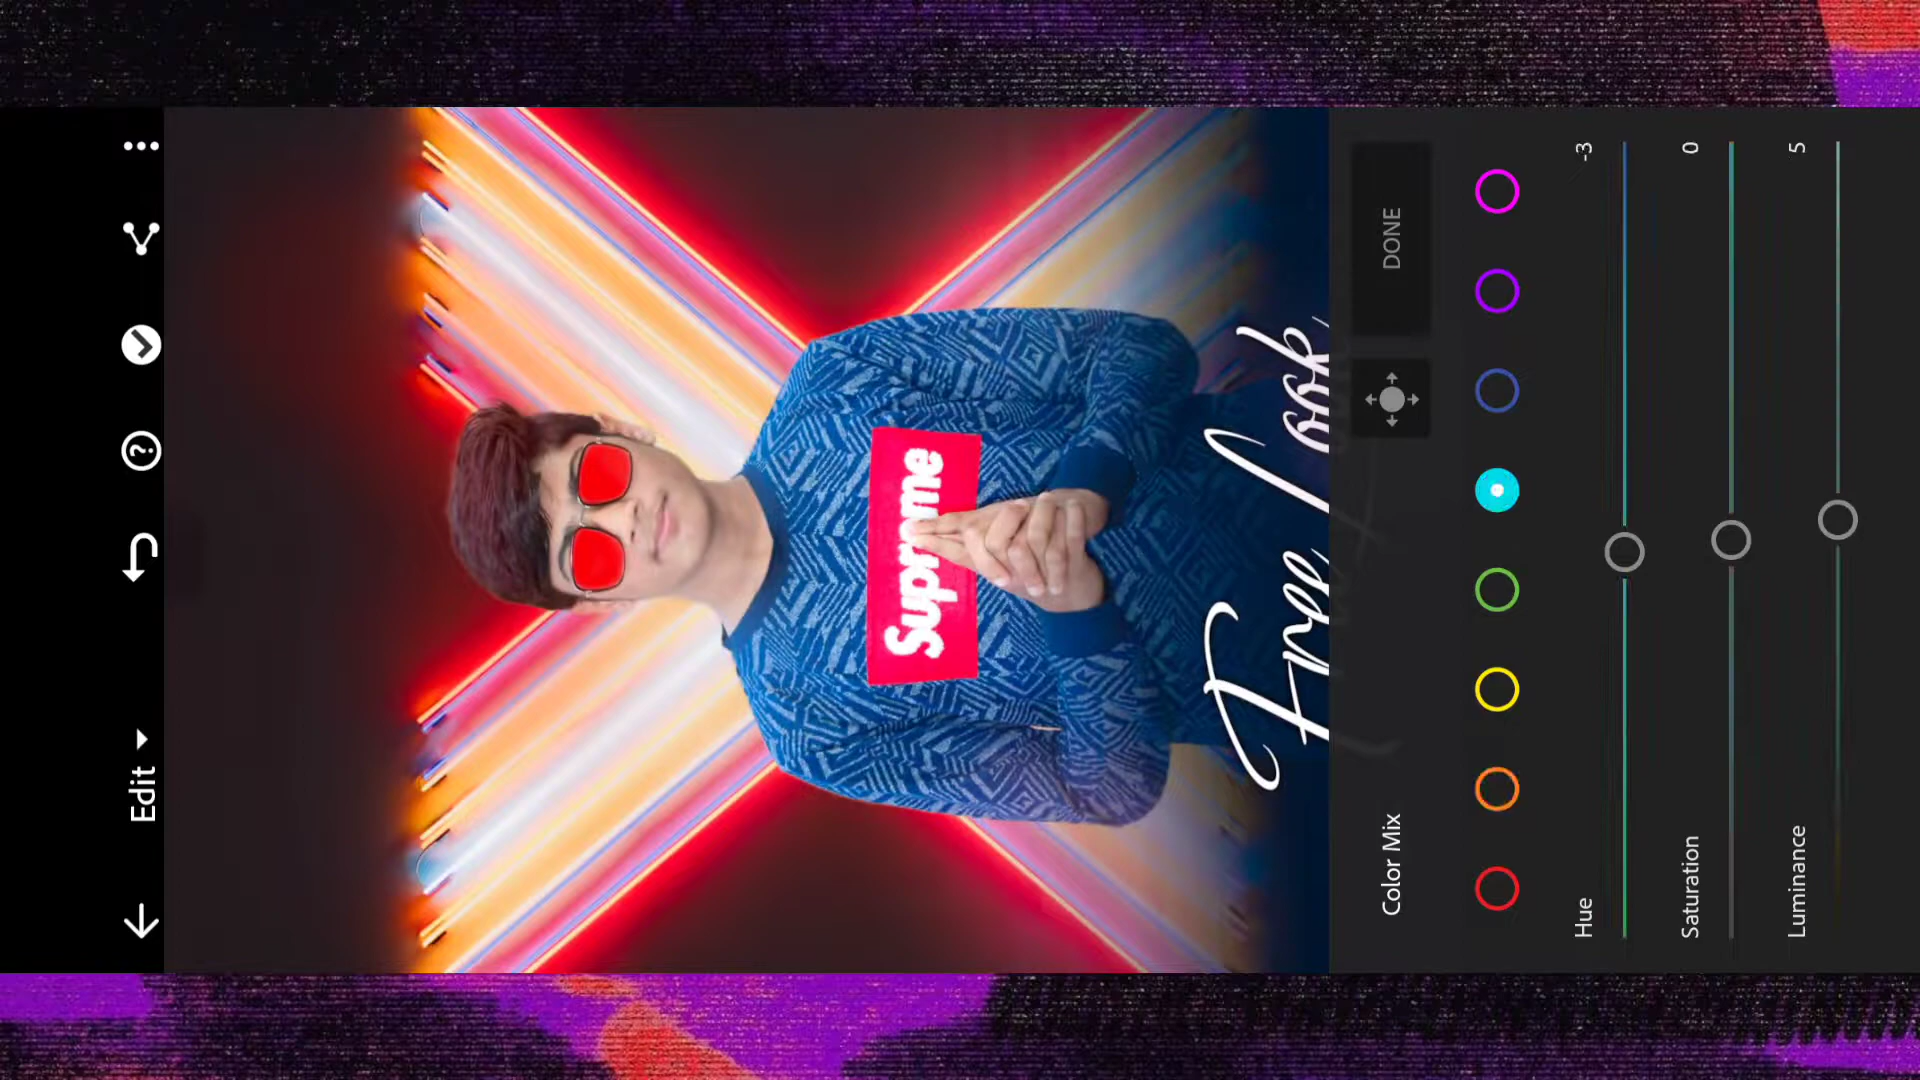 Edit
Supreme
Free Look
Color Mix
DONE
Hue
-3
Saturation
0
Luminance
5